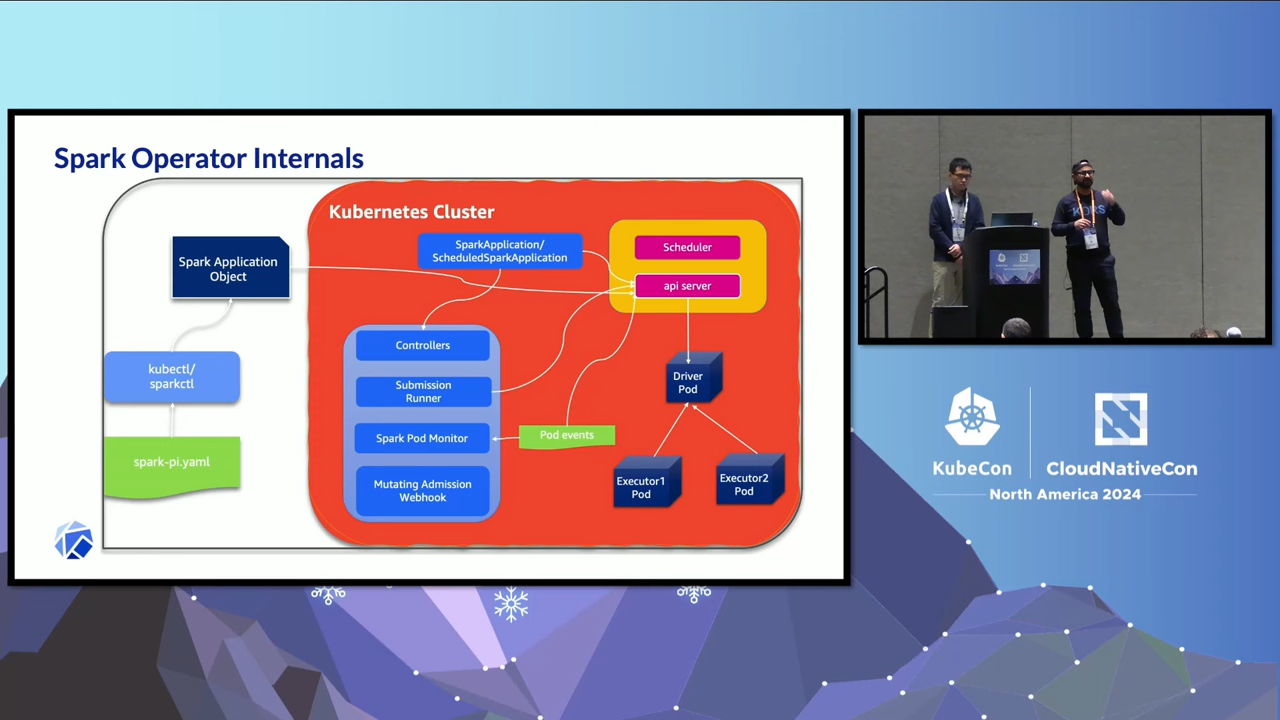 Spark Operator Internals
Kubernetes Cluster
SparkApplication/
ScheduledSparkApplication
Scheduler
api server
Spark Application
Object
Controllers
Submission
Runner
Spark Pod Monitor
Mutating Admission
Webhook
Pod events
kubectl/
sparkctl
spark-pi.yaml
Driver
Pod
Executor1
Pod
Executor2
Pod
KubeCon
CloudNativeCon
North America 2024